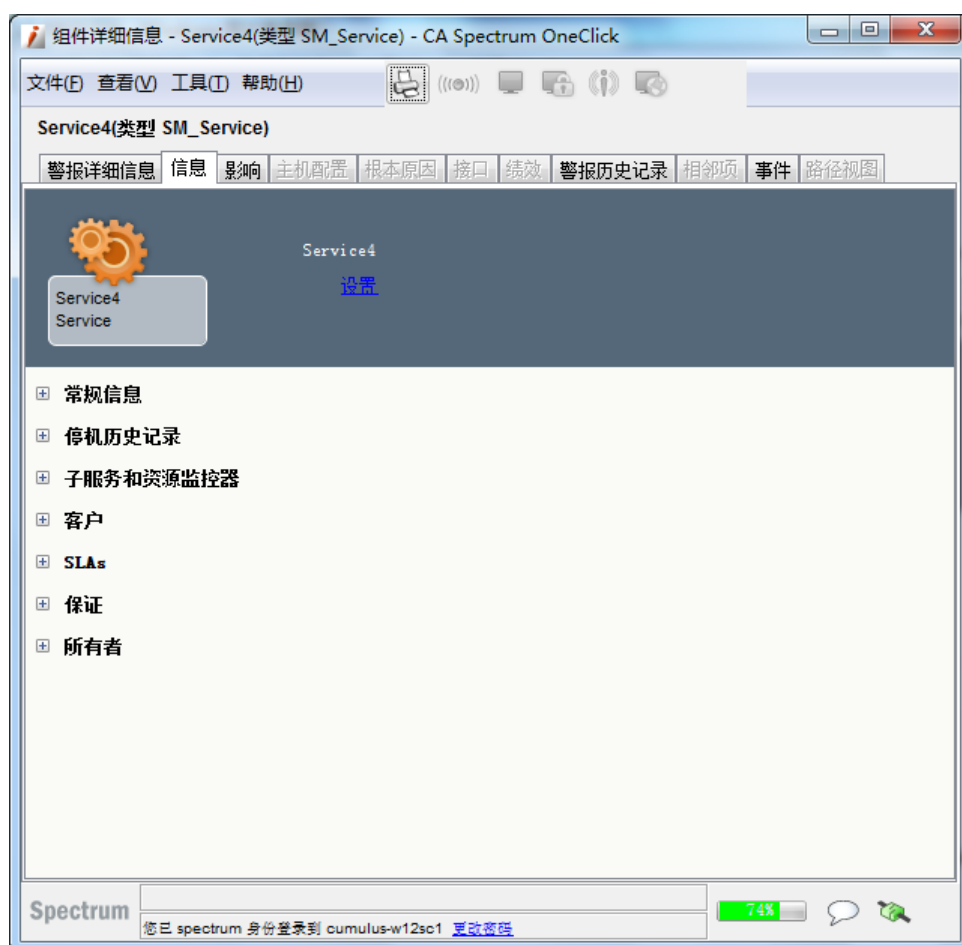 组件详细信息 - Service4(类型 SM_Service) - CA Spectrum OneClick
文件(F) 查看(V) 工具(T) 帮助(H)
Service4(类型 SM_Service)
警报详细信息 信息 影响 主机配置 根本原因 接口 绩效 警报历史记录 相邻项 事件 路径视图
Service4
设置
Service4
Service
常规信息
停机历史记录
子服务和资源监控器
客户
SLAs
保证
所有者
Spectrum
74%
您已 spectrum 身份登录到 cumulus-w12sc1 更改密码